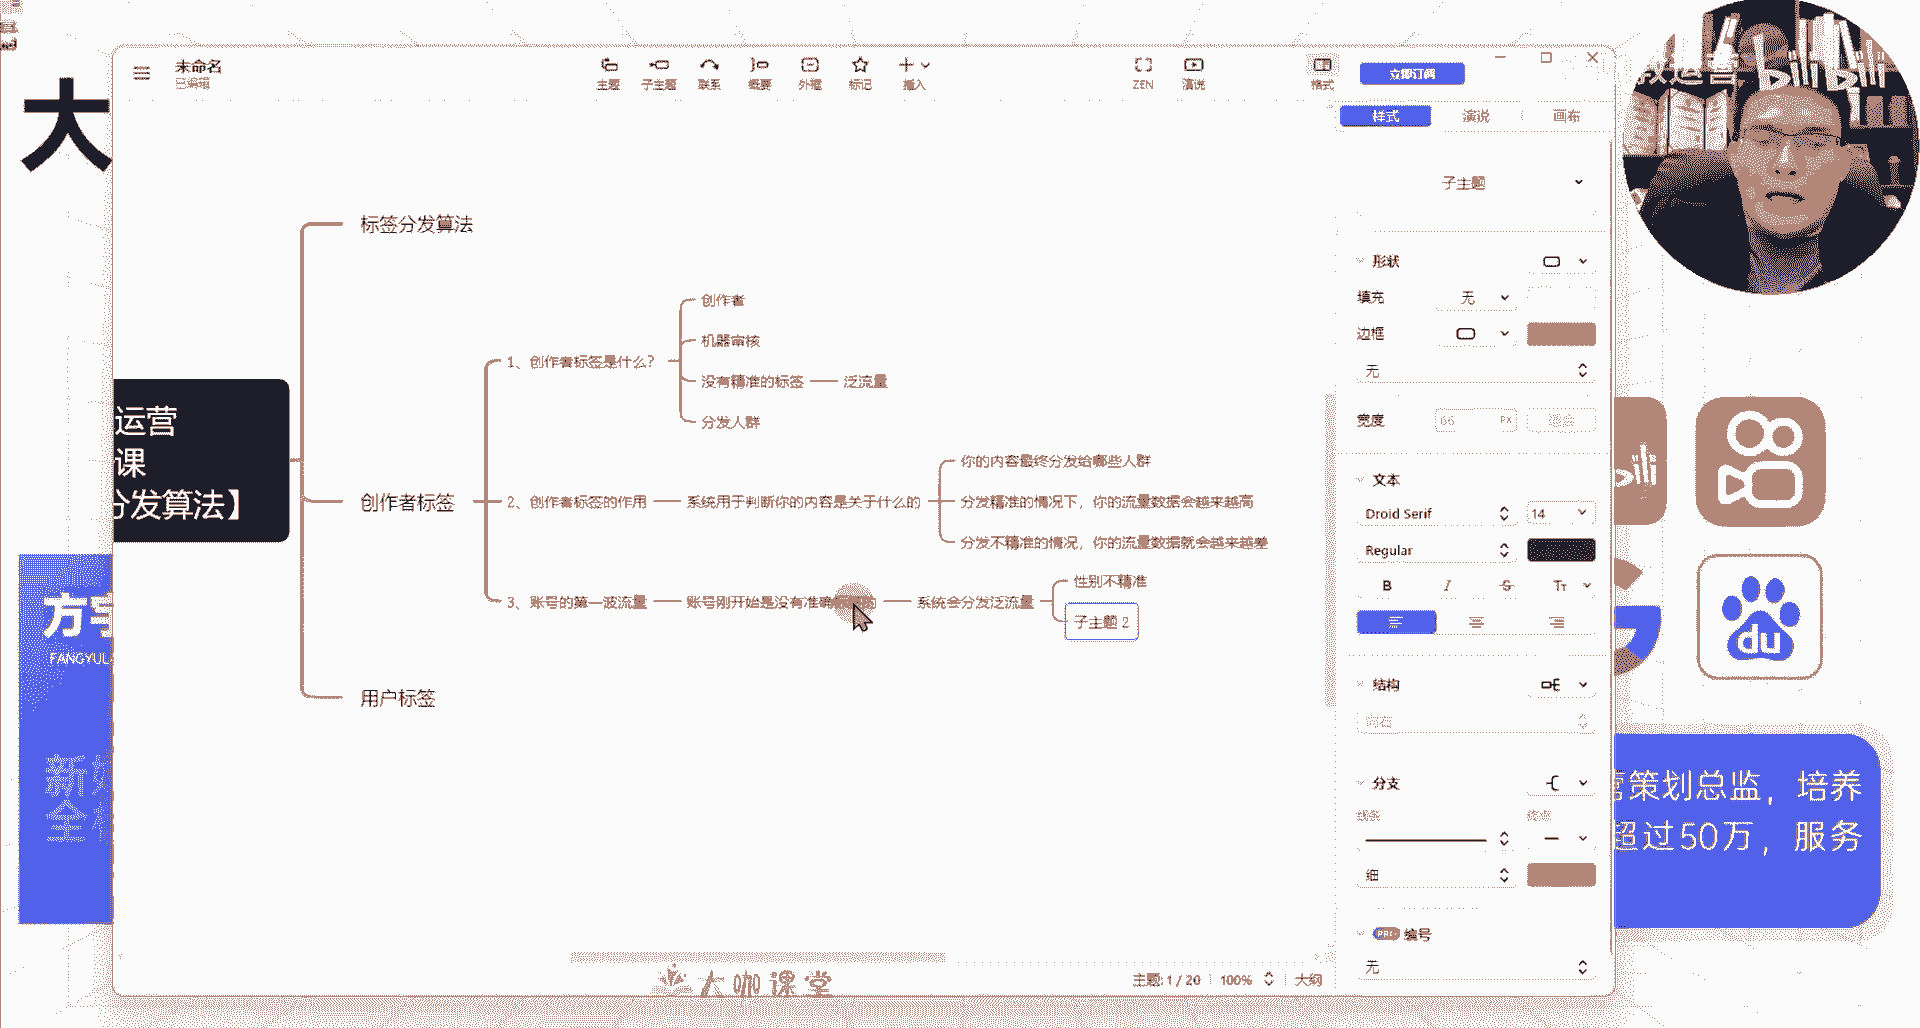 未命名
已编辑
主题
子主题
联系
概要
外框
标记
插入
ZEN
演说
格式
立即订阅
大
教运营
bilibili
样式
演说
画布
子主题
形状
填充
无
边框
无
宽度
66
PX
适合
文本
Droid Serif
14
Regular
B
I
S
TT
结构
向右
分支
线条
终点
细
PRO
编号
无
标签分发算法
创作者
机器审核
1、创作者标签是什么?
没有精准的标签
泛流量
分发人群
运营
课
分发算法】
创作者标签
你的内容最终分发给哪些人群
2、创作者标签的作用
系统用于判断你的内容是关于什么的
分发精准的情况下，你的流量数据会越来越高
分发不精准的情况，你的流量数据就会越来越差
性别不精准
3、账号的第一波流量
账号刚开始是没有准确
系统会分发泛流量
子主题 2
用户标签
FANGYU
新
全
du
策划总监，培养
超过50万，服务
大咖课堂
主题: 1 / 20
100%
大纲